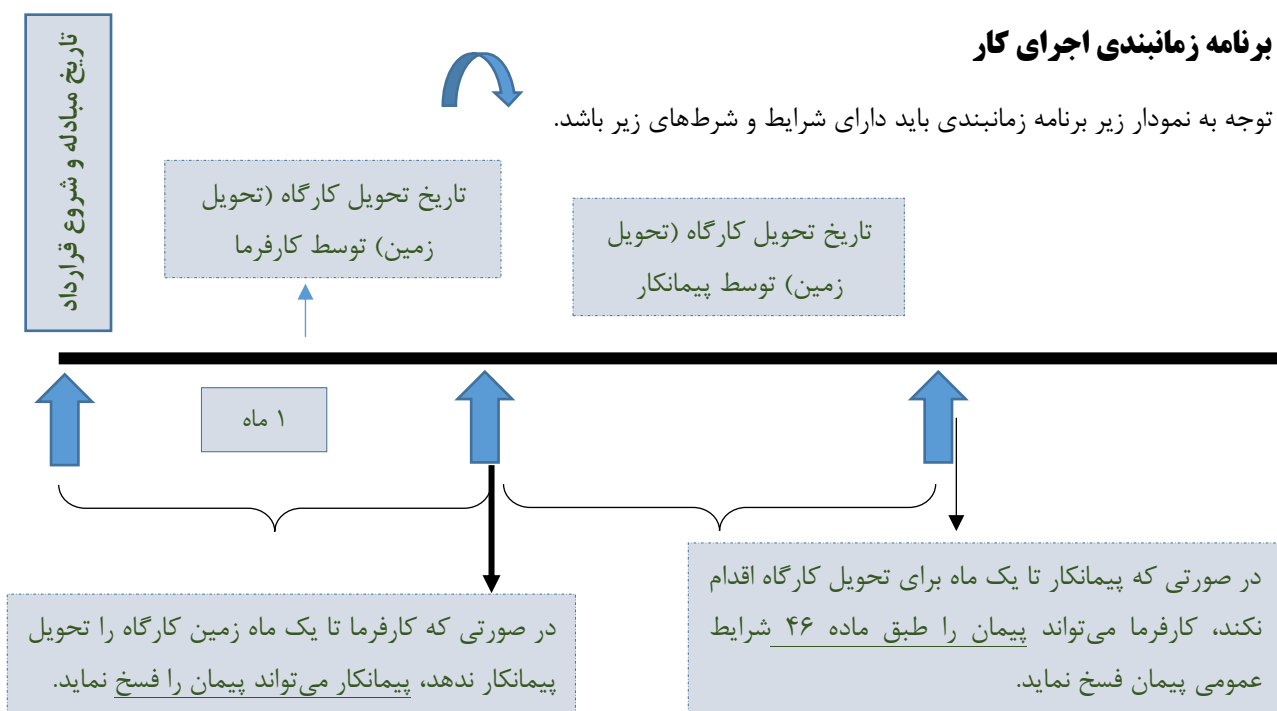 برنامه زمانبندی اجرای کار
توجه به نمودار زیر برنامه زمانبندی باید دارای شرایط و شرط‌های زیر باشد.
تاریخ مبادله و شروع قرارداد
تاریخ تحویل کارگاه (تحویل
زمین) توسط کارفرما
تاریخ تحویل کارگاه (تحویل
زمین) توسط پیمانکار
۱ ماه
در صورتی که پیمانکار تا یک ماه برای تحویل کارگاه اقدام
نکند، کارفرما می‌تواند پیمان را طبق ماده ۴۶ شرایط
عمومی پیمان فسخ نماید.
در صورتی که کارفرما تا یک ماه زمین کارگاه را تحویل
پیمانکار ندهد، پیمانکار می‌تواند پیمان را فسخ نماید.